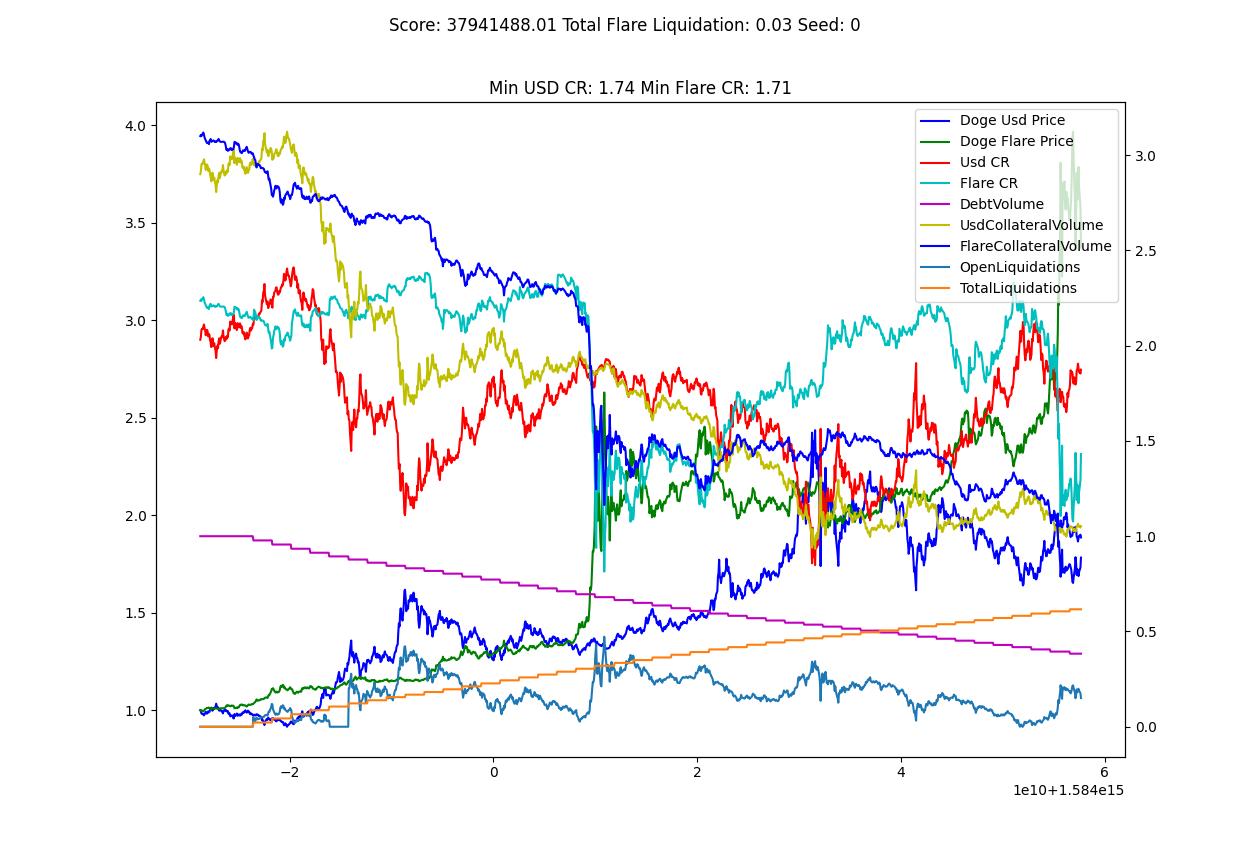 Score: 37941488.01 Total Flare Liquidation: 0.03 Seed: 0
Min USD CR: 1.74 Min Flare CR: 1.71
Doge Usd Price
Doge Flare Price
Usd CR
Flare CR
DebtVolume
UsdCollateralVolume
FlareCollateralVolume
OpenLiquidations
TotalLiquidations
4.0
3.5
3.0
2.5
2.0
1.5
1.0
3.0
2.5
2.0
1.5
1.0
0.5
0.0
−2
0
2
4
6
1e10+1.584e15